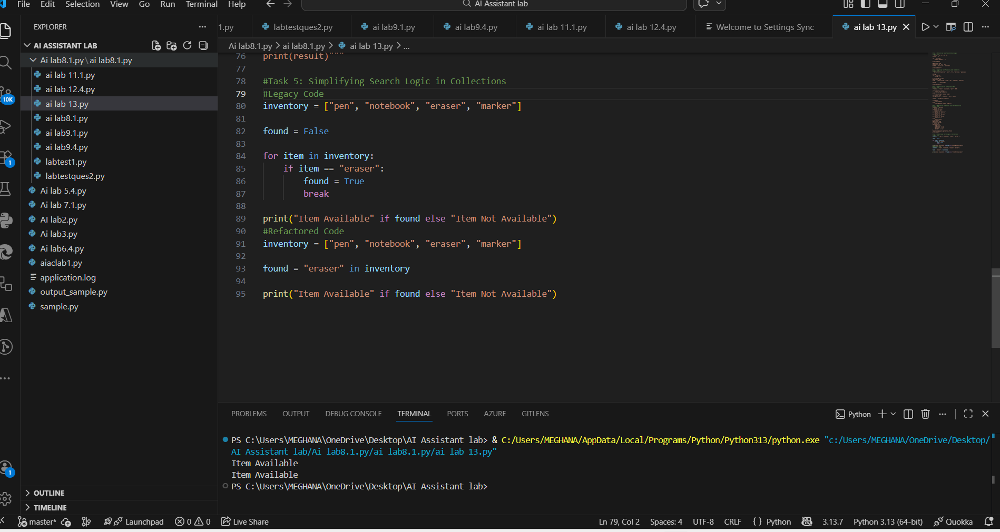 File Edit Selection View Go Run Terminal Help
AI Assistant lab
EXPLORER
1.py
labtestques2.py
ai lab9.1.py
ai lab9.4.py
ai lab 11.1.py
ai lab 12.4.py
Welcome to Settings Sync
ai lab 13.py
AI ASSISTANT LAB
Ai lab8.1.py\ai lab8.1.py
ai lab 11.1.py
ai lab 12.4.py
ai lab 13.py
ai lab8.1.py
ai lab9.1.py
ai lab9.4.py
labtest1.py
labtestques2.py
Ai lab 5.4.py
Ai lab 7.1.py
AI lab2.py
Ai lab3.py
Ai lab6.4.py
aiaclab1.py
application.log
output_sample.py
sample.py
OUTLINE
TIMELINE
10K
1
1
Ai lab8.1.py > ai lab8.1.py > ai lab 13.py > ...
76 print(result)"""
77
78 #Task 5: Simplifying Search Logic in Collections
79 #Legacy Code
80 inventory = ["pen", "notebook", "eraser", "marker"]
81
82 found = False
83
84 for item in inventory:
85     if item == "eraser":
86         found = True
87         break
88
89 print("Item Available" if found else "Item Not Available")
90 #Refactored Code
91 inventory = ["pen", "notebook", "eraser", "marker"]
92
93 found = "eraser" in inventory
94
95 print("Item Available" if found else "Item Not Available")
PROBLEMS OUTPUT DEBUG CONSOLE TERMINAL PORTS AZURE GITLENS
Python
PS C:\Users\MEGHANA\OneDrive\Desktop\AI Assistant lab> & C:/Users/MEGHANA/AppData/Local/Programs/Python/Python313/python.exe "c:/Users/MEGHANA/OneDrive/Desktop/
AI Assistant lab/Ai lab8.1.py/ai lab8.1.py/ai lab 13.py"
Item Available
Item Available
PS C:\Users\MEGHANA\OneDrive\Desktop\AI Assistant lab>
master* Launchpad 0 0 Live Share Ln 79, Col 2 Spaces: 4 UTF-8 CRLF {} Python 3.13.7 Python 3.13 (64-bit) Quokka